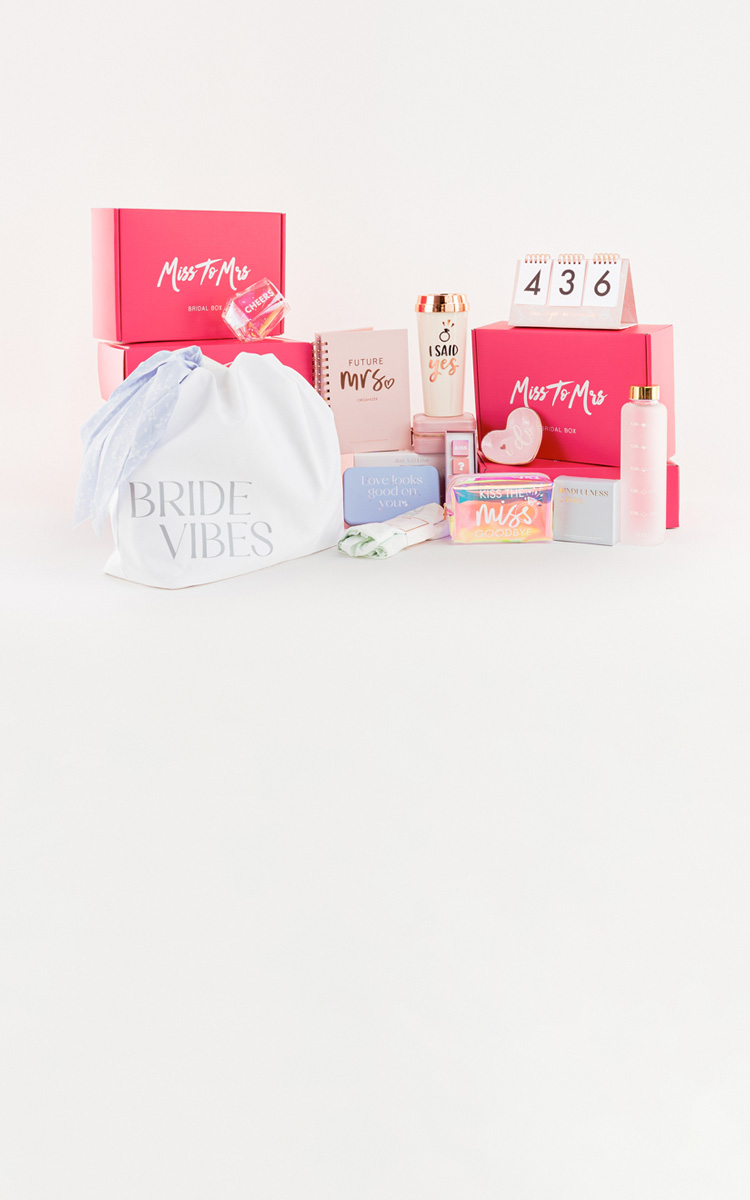 Miss To Mrs
BRIDAL BOX
CHEERS
4 3 6
FUTURE
mrs
I SAID
yes
Miss To Mrs
BRIDAL BOX
BRIDE
VIBES
Love looks
good on
you
KISS THE
miss
GOODBYE
MINDFULNESS